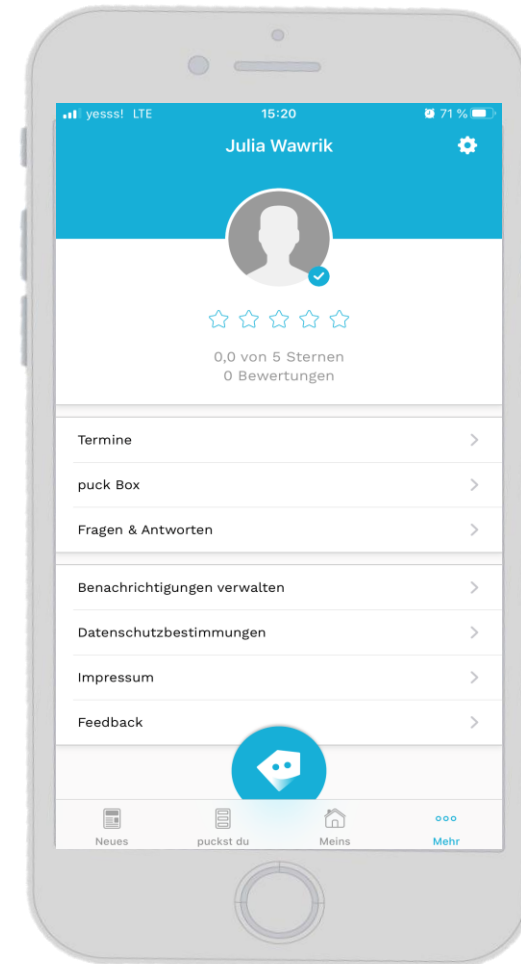 yesss! LTE 15:20 71 %
Julia Wawrik
0,0 von 5 Sternen
0 Bewertungen
Termine
puck Box
Fragen & Antworten
Benachrichtigungen verwalten
Datenschutzbestimmungen
Impressum
Feedback
Neues puckst du Meins Mehr